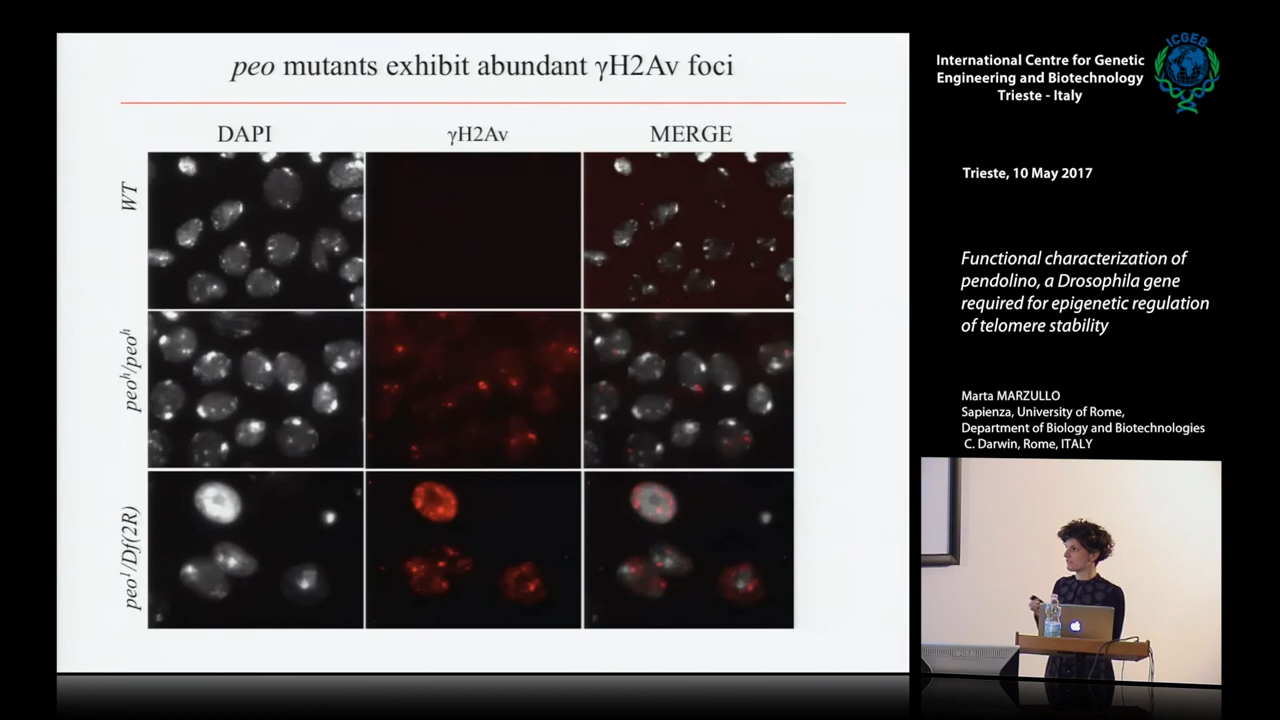 peo mutants exhibit abundant γH2Av foci
DAPI γH2Av MERGE
WT
peoʰ/peoʰ
peo¹/Df(2R)
ICGEB
International Centre for Genetic
Engineering and Biotechnology
Trieste - Italy
Trieste, 10 May 2017
Functional characterization of
pendolino, a Drosophila gene
required for epigenetic regulation
of telomere stability
Marta MARZULLO
Sapienza, University of Rome,
Department of Biology and Biotechnologies
C. Darwin, Rome, ITALY